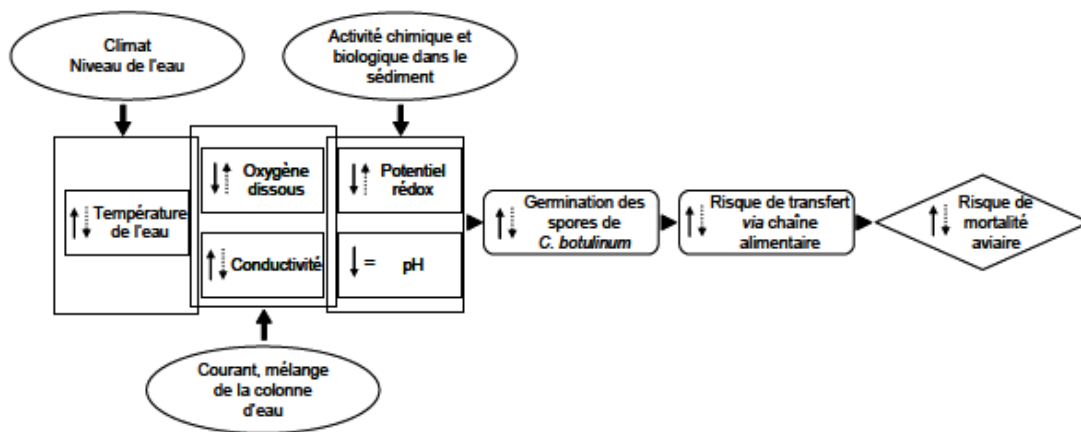 Climat
Niveau de l'eau
Activité chimique et
biologique dans le
sédiment
Température
de l'eau
Oxygène
dissous
Conductivité
Potentiel
rédox
= pH
Germination des
spores de
C. botulinum
Risque de transfert
via chaîne
alimentaire
Risque de
mortalité
aviaire
Courant, mélange
de la colonne
d'eau